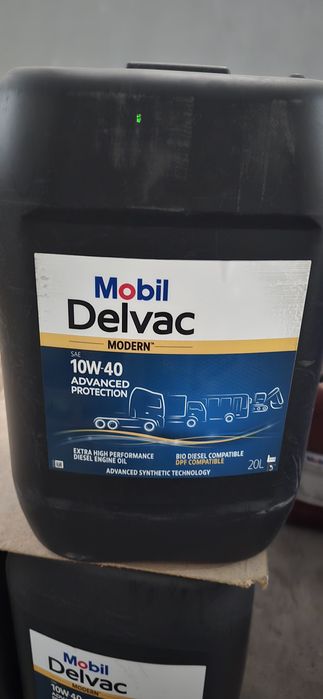 Mobil
Delvac
MODERN™
SAE
10W-40
ADVANCED
PROTECTION
EXTRA HIGH PERFORMANCE
DIESEL ENGINE OIL
BIO DIESEL COMPATIBLE
DPF COMPATIBLE
20L
ADVANCED SYNTHETIC TECHNOLOGY
Mobil
Delvac
MODERN™
10W-40